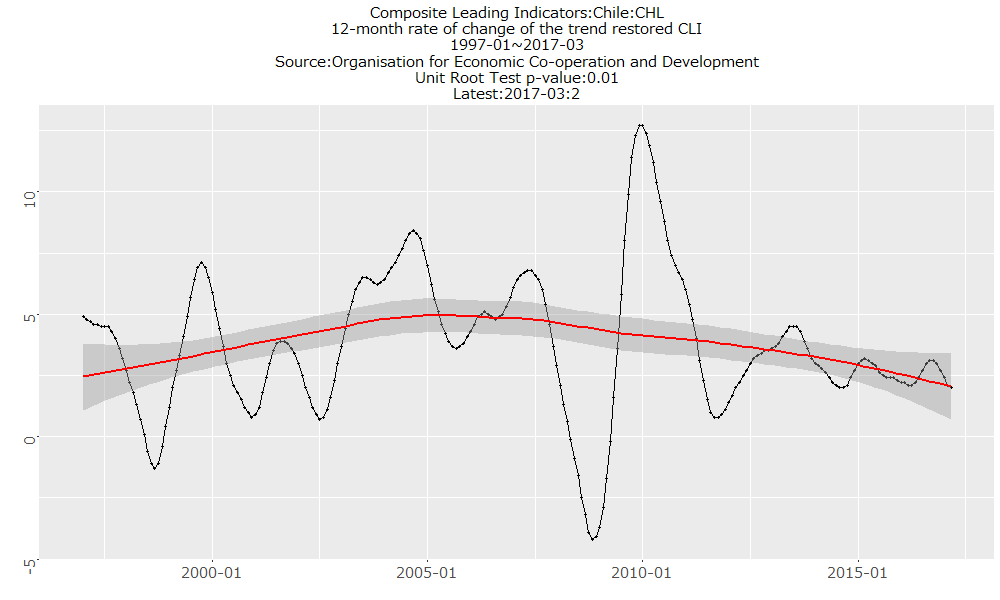 Composite Leading Indicators:Chile:CHL
12-month rate of change of the trend restored CLI
1997-01~2017-03
Source:Organisation for Economic Co-operation and Development
Unit Root Test p-value:0.01
Latest:2017-03:2
10
5
0
-5
2000-01 2005-01 2010-01 2015-01